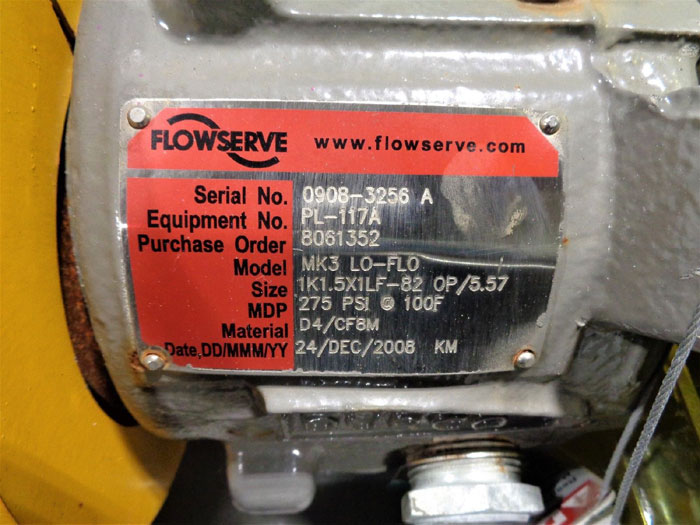 FLOWSERVE www.flowserve.com
Serial No. 0908-3256 A
Equipment No. PL-117A
Purchase Order 8061352
Model MK3 LO-FLO
Size 1K1.5X1LF-82 OP/5.57
MDP 275 PSI @ 100F
Material D4/CF8M
Date,DD/MMM/YY 24/DEC/2008 KM